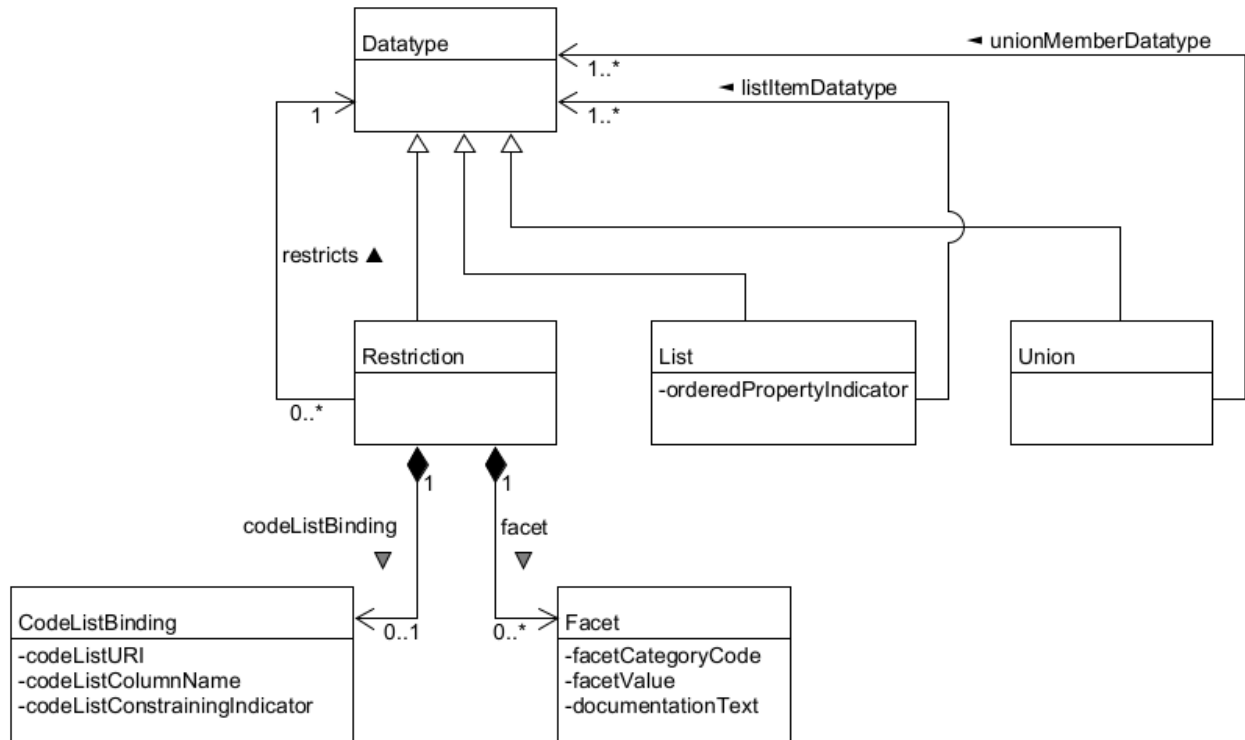 Datatype
◄ unionMemberDatatype
1..*
◄ listItemDatatype
1
1..*
restricts ▲
Restriction
List
-orderedPropertyIndicator
Union
0..*
1
1
codeListBinding
▼
facet
▼
CodeListBinding
-codeListURI
-codeListColumnName
-codeListConstrainingIndicator
0..1
0..*
Facet
-facetCategoryCode
-facetValue
-documentationText